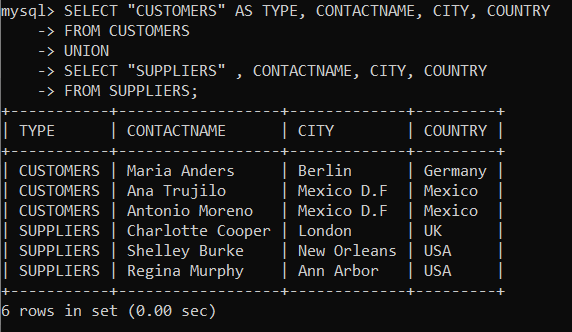 mysql> SELECT "CUSTOMERS" AS TYPE, CONTACTNAME, CITY, COUNTRY
    -> FROM CUSTOMERS
    -> UNION
    -> SELECT "SUPPLIERS" , CONTACTNAME, CITY, COUNTRY
    -> FROM SUPPLIERS;
+-----------+------------------+-------------+---------+
| TYPE      | CONTACTNAME      | CITY        | COUNTRY |
+-----------+------------------+-------------+---------+
| CUSTOMERS | Maria Anders     | Berlin      | Germany |
| CUSTOMERS | Ana Trujilo      | Mexico D.F  | Mexico  |
| CUSTOMERS | Antonio Moreno   | Mexico D.F  | Mexico  |
| SUPPLIERS | Charlotte Cooper | London      | UK      |
| SUPPLIERS | Shelley Burke    | New Orleans | USA     |
| SUPPLIERS | Regina Murphy    | Ann Arbor   | USA     |
+-----------+------------------+-------------+---------+
6 rows in set (0.00 sec)